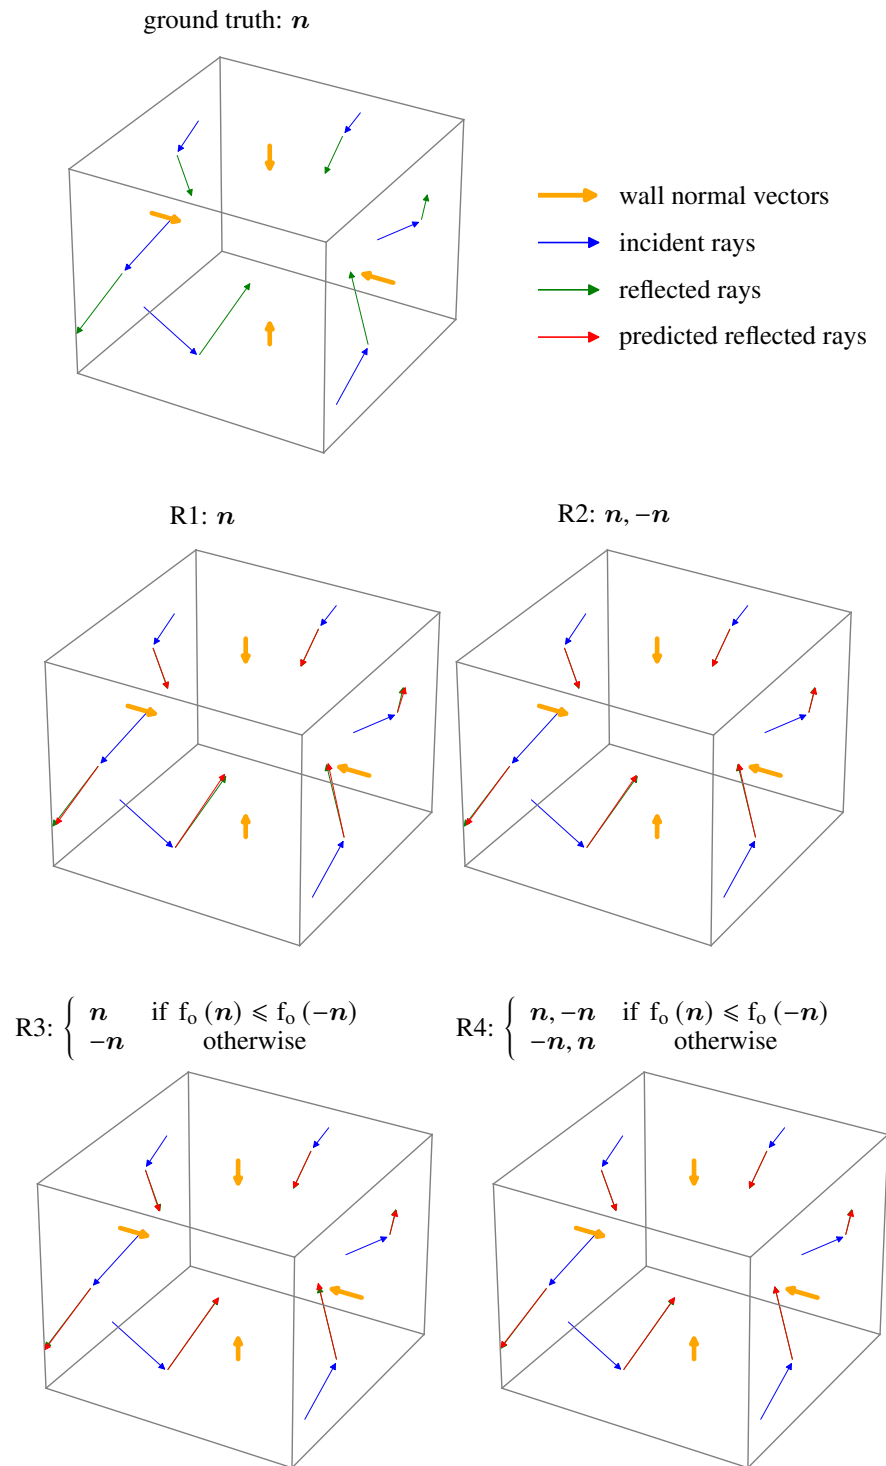 ground truth: n
wall normal vectors
incident rays
reflected rays
predicted reflected rays
R1: n
R2: n, −n
R3: { n if fₒ (n) ⩽ fₒ (−n)
−n otherwise
R4: { n, −n if fₒ (n) ⩽ fₒ (−n)
−n, n otherwise